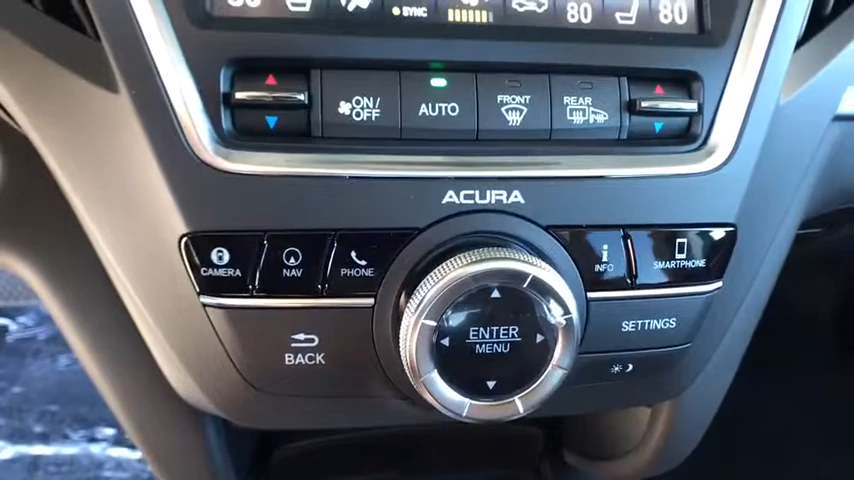 SYNC
80
80
ON/OFF
AUTO
FRONT
REAR
ACURA
CAMERA
NAV
PHONE
i
INFO
SMARTPHONE
BACK
ENTER
MENU
SETTINGS